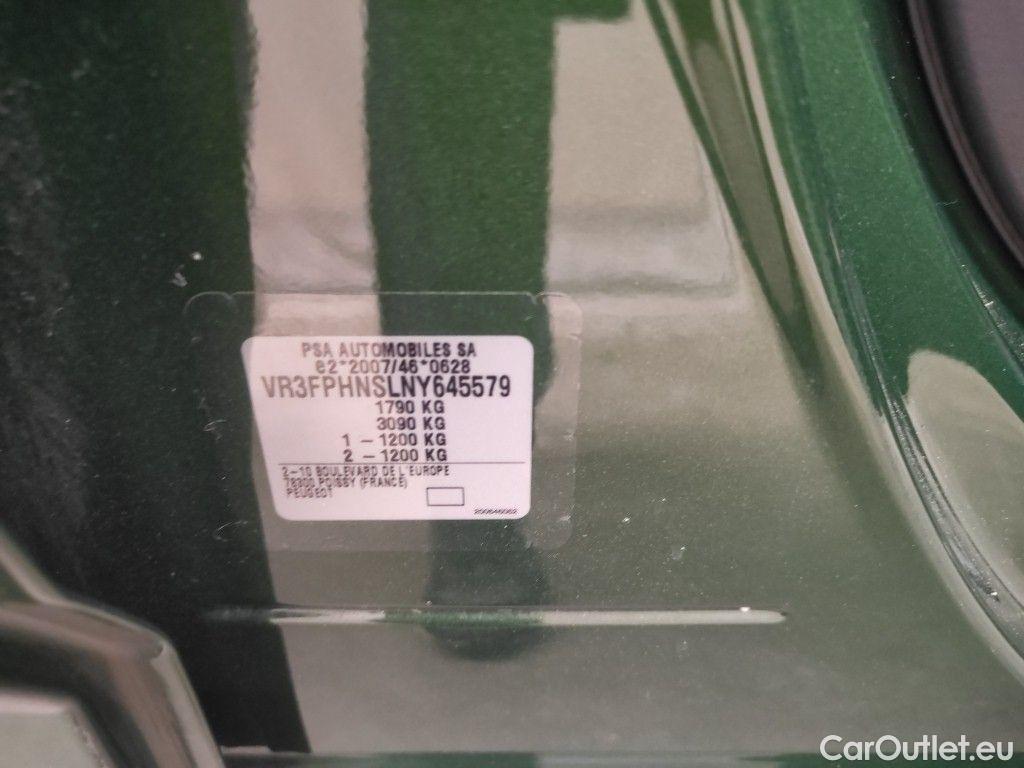 PSA AUTOMOBILES SA
e2*2007/46*0628
VR3FPHNSLNY645579
1790 KG
3090 KG
1 – 1200 KG
2 – 1200 KG
2–10 BOULEVARD DE L'EUROPE
78300 POISSY (FRANCE)
PEUGEOT
200646062
CarOutlet.eu